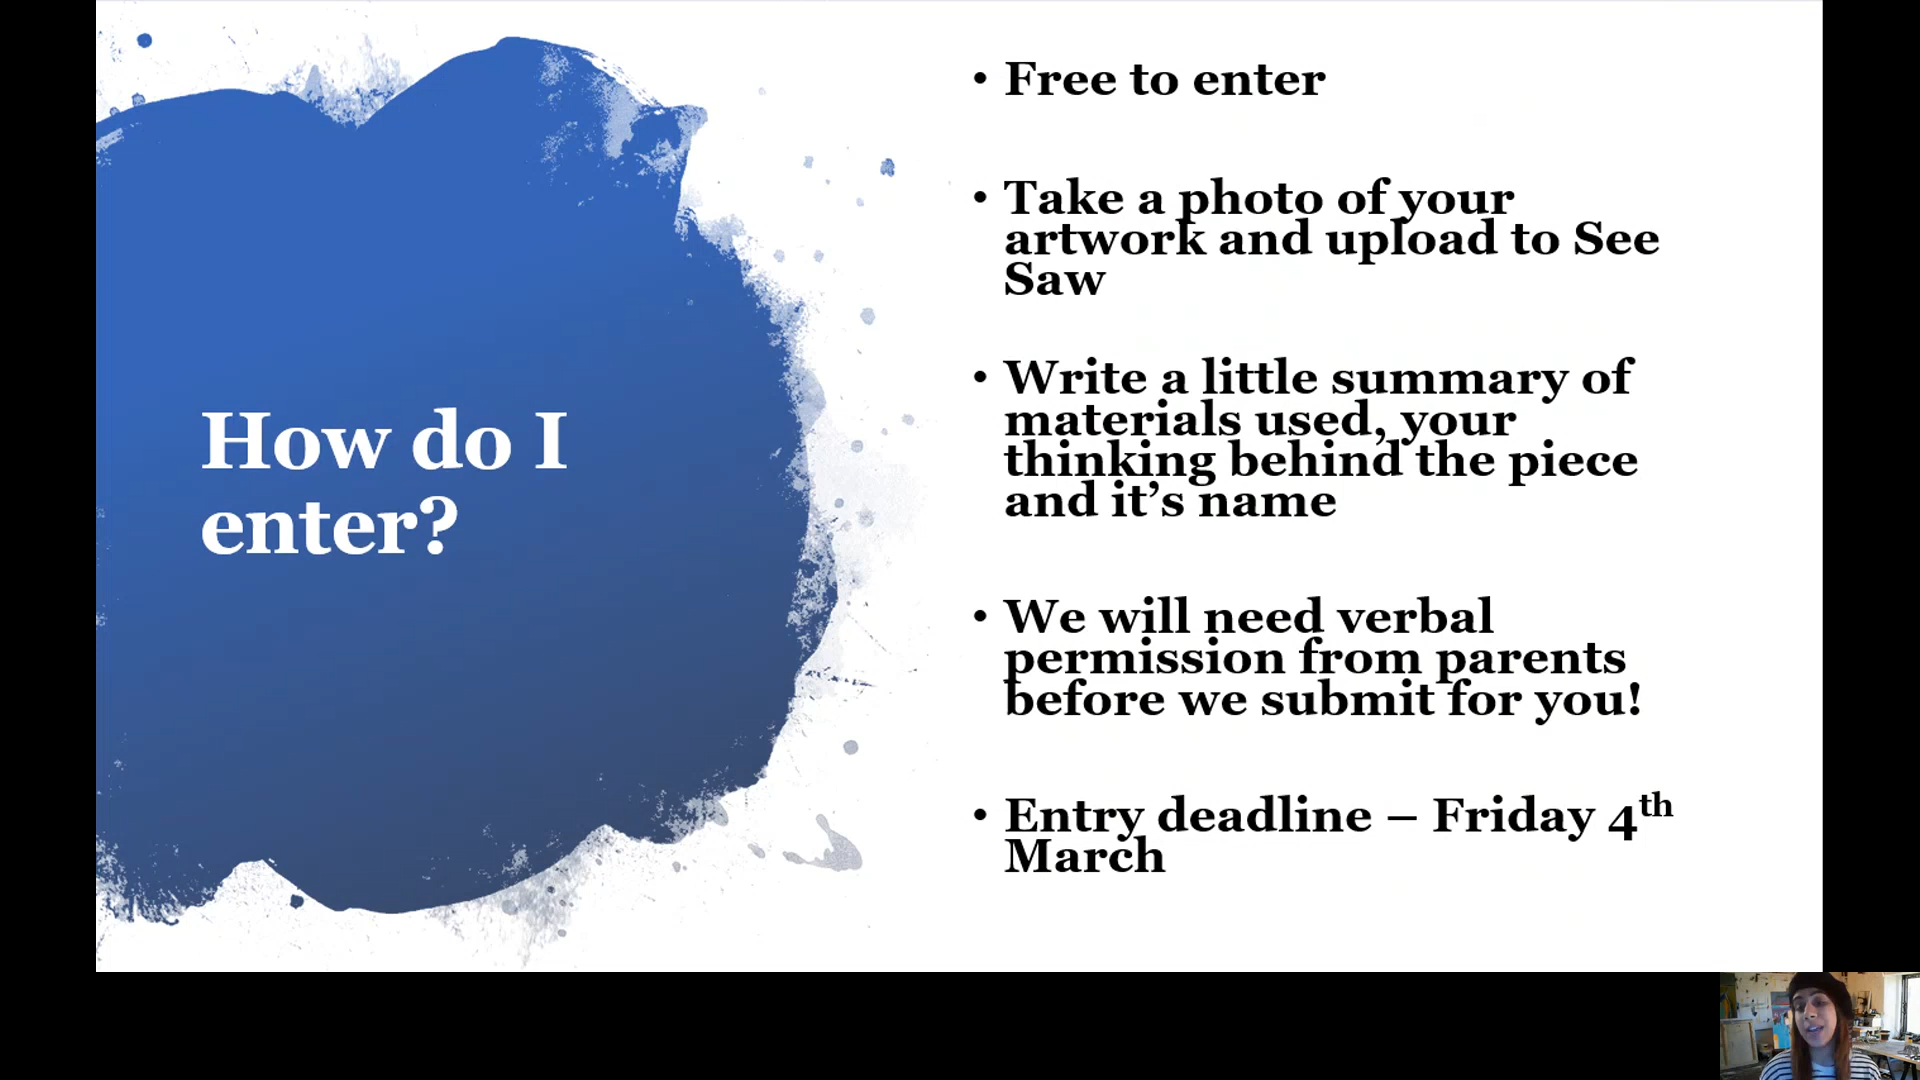 How do I
enter?
• Free to enter
• Take a photo of your
artwork and upload to See
Saw
• Write a little summary of
materials used, your
thinking behind the piece
and it’s name
• We will need verbal
permission from parents
before we submit for you!
• Entry deadline – Friday 4th
March